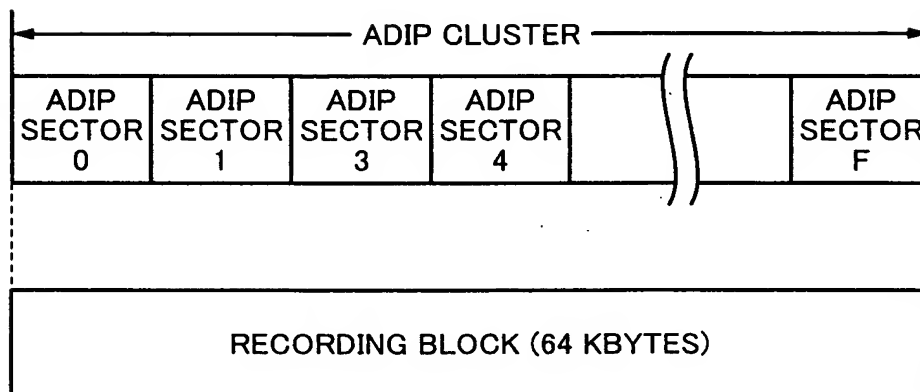 ADIP CLUSTER
ADIP SECTOR 0
ADIP SECTOR 1
ADIP SECTOR 3
ADIP SECTOR 4
ADIP SECTOR F
RECORDING BLOCK (64 KBYTES)